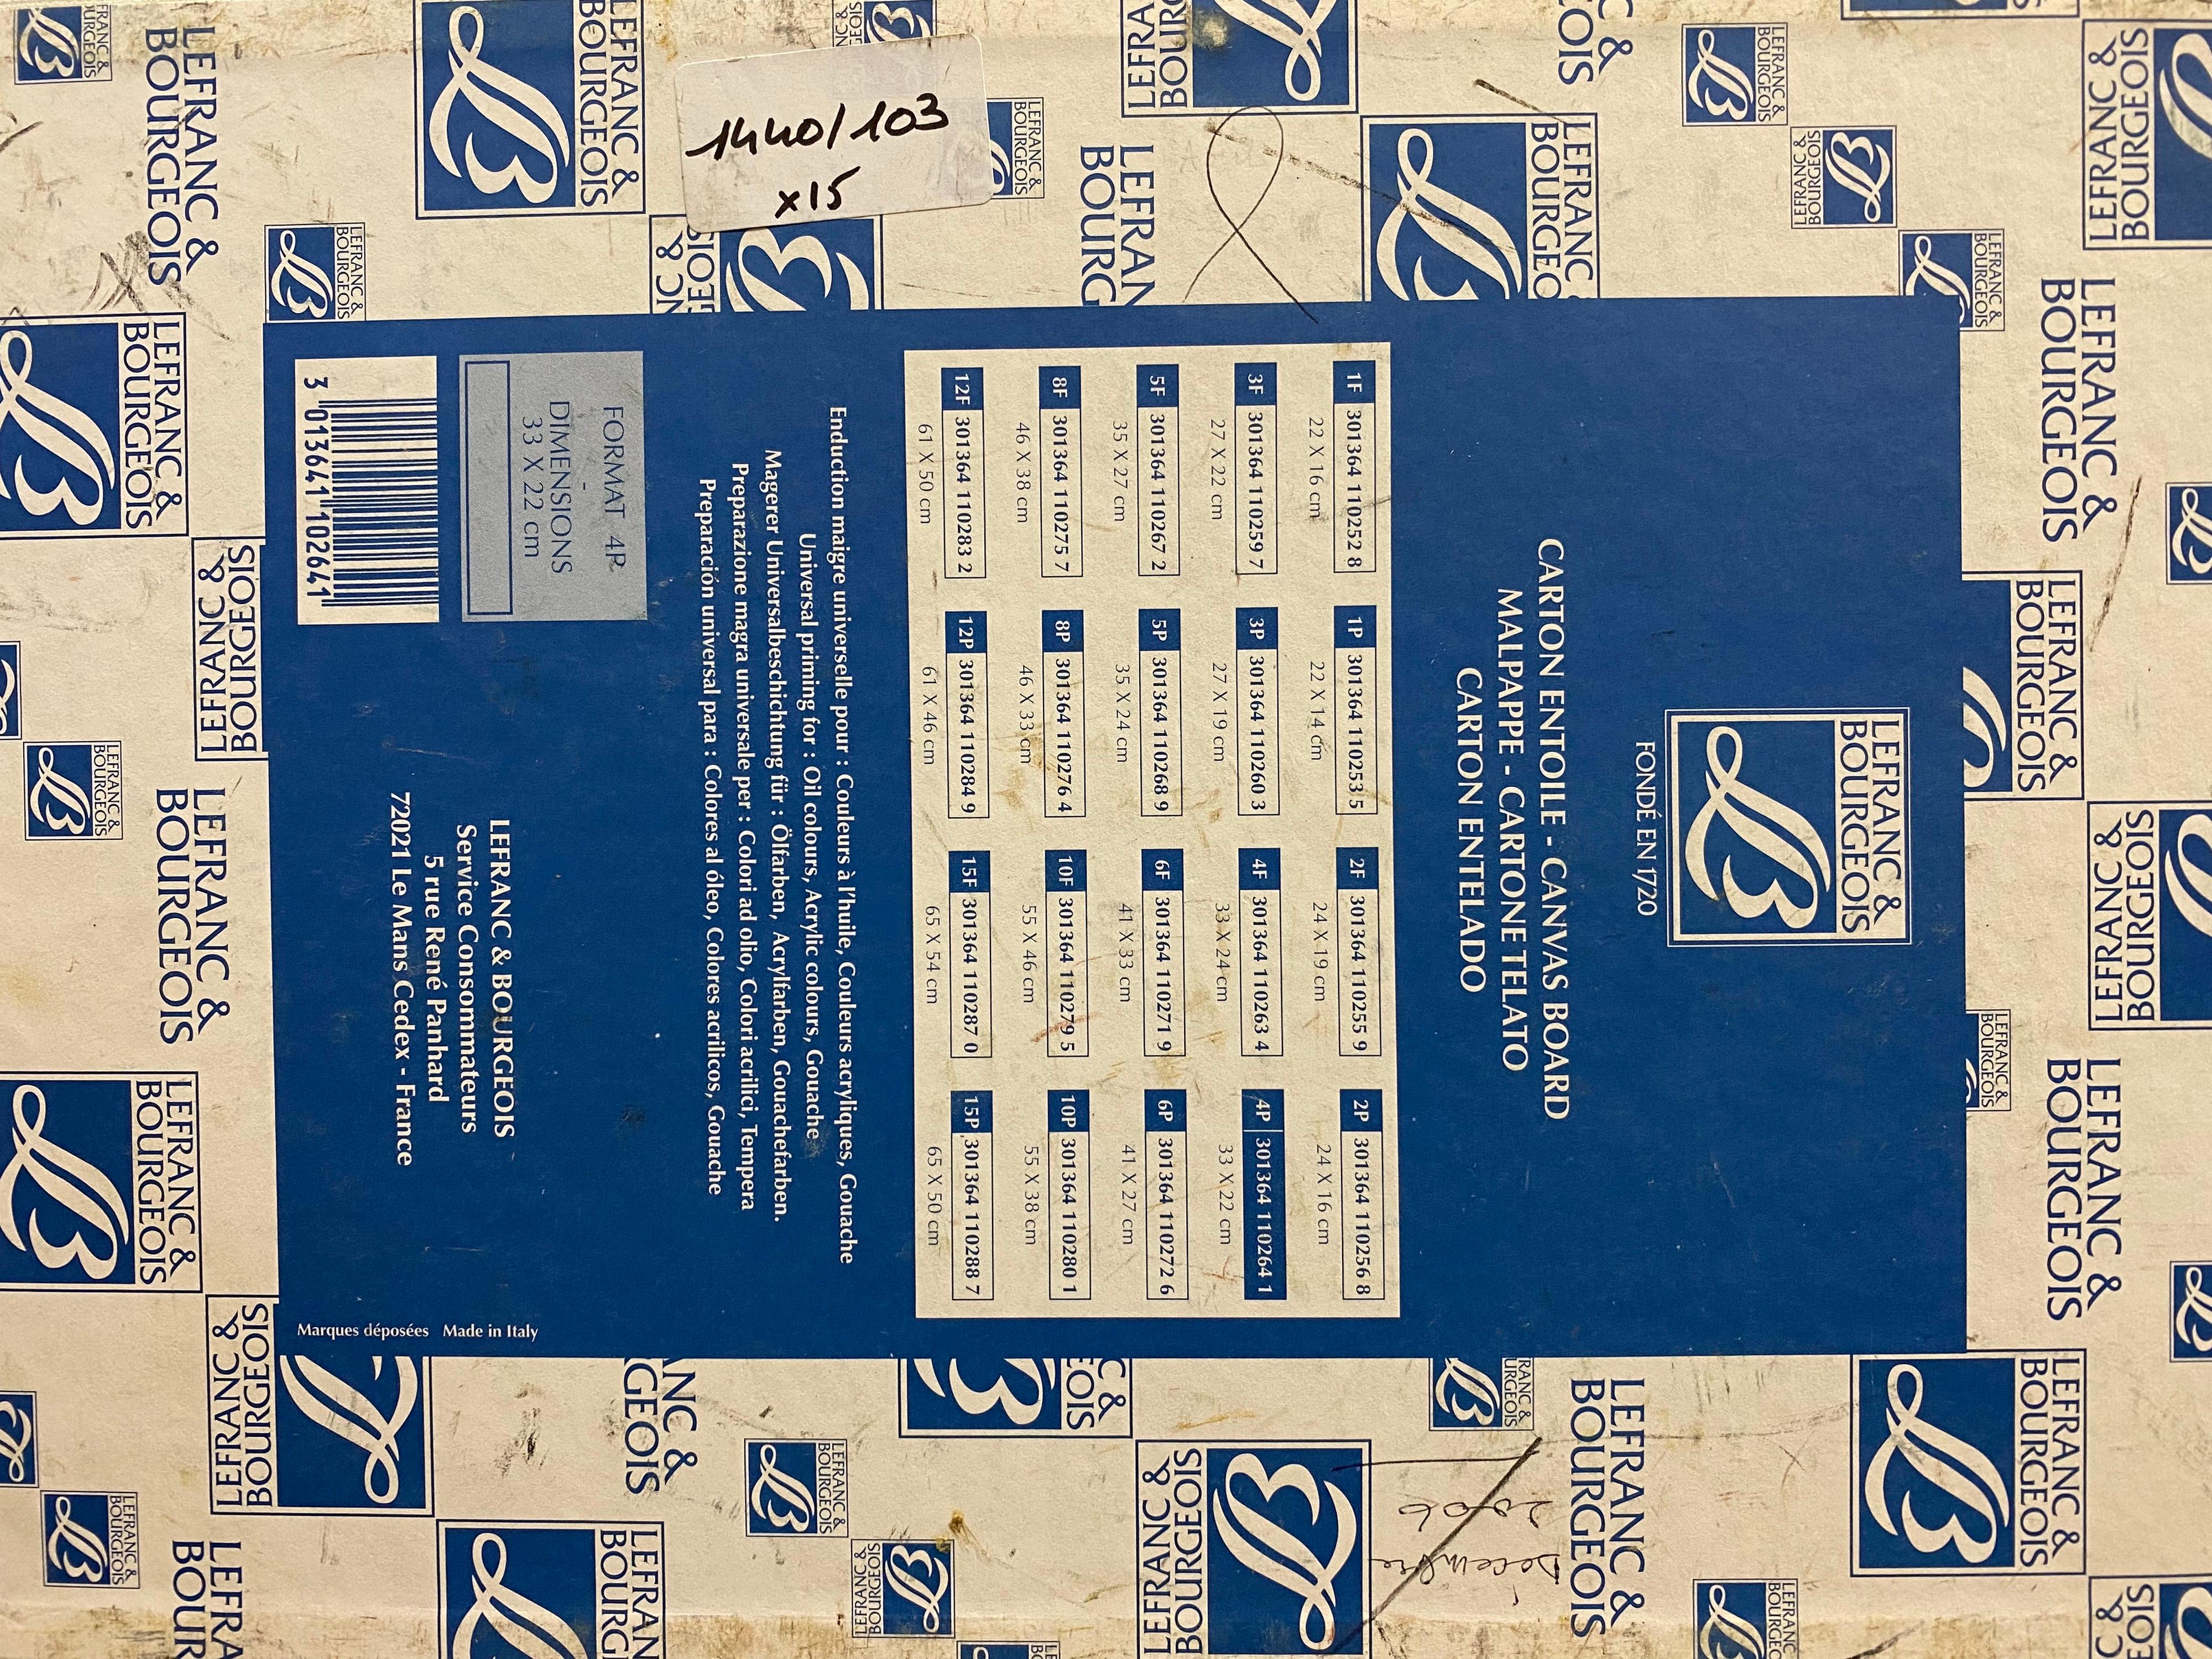 1440/103
x15
LEFRANC &
BOURGEOIS
FONDÉ EN 1720
CARTON ENTOILE - CANVAS BOARD
MALPAPPE - CARTONE TELATO
CARTON ENTELADO
1F 301364 110252 8
22 X 16 cm
1P 301364 110253 5
22 X 14 cm
2F 301364 110255 9
24 X 19 cm
2P 301364 110256 8
24 X 16 cm
3F 301364 110259 7
27 X 22 cm
3P 301364 110260 3
27 X 19 cm
4F 301364 110263 4
33 X 24 cm
4P 301364 110264 1
33 X 22 cm
5F 301364 110267 2
35 X 27 cm
5P 301364 110268 9
35 X 24 cm
6F 301364 110271 9
41 X 33 cm
6P 301364 110272 6
41 X 27 cm
8F 301364 110275 7
46 X 38 cm
8P 301364 110276 4
46 X 33 cm
10F 301364 110279 5
55 X 46 cm
10P 301364 110280 1
55 X 38 cm
12F 301364 110283 2
61 X 50 cm
12P 301364 110284 9
61 X 46 cm
15F 301364 110287 0
65 X 54 cm
15P 301364 110288 7
65 X 50 cm
Enduction maigre universelle pour : Couleurs à l'huile, Couleurs acryliques, Gouache
Universal priming for : Oil colours, Acrylic colours, Gouache
Magerer Universalbeschichtung für : Ölfarben, Acrylfarben, Gouachefarben.
Preparazione magra universale per : Colori ad olio, Colori acrilici, Tempera
Preparación universal para : Colores al óleo, Colores acrilicos, Gouache
FORMAT 4P
DIMENSIONS
33 X 22 cm
3 013641 102641
LEFRANC & BOURGEOIS
Service Consommateurs
5 rue René Panhard
72021 Le Mans Cedex - France
Marques déposées Made in Italy
Décembre
2006